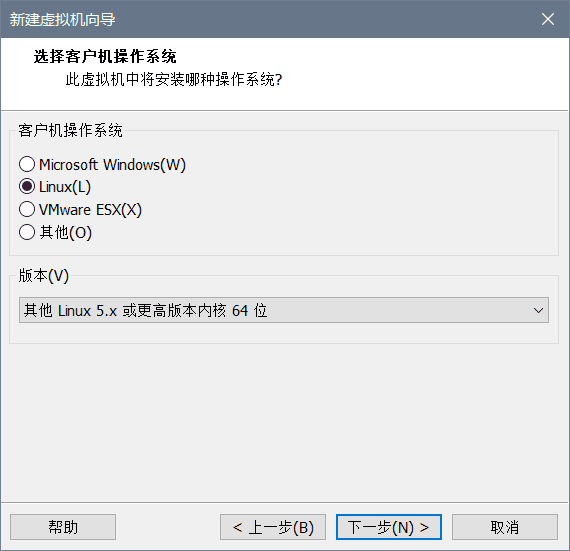 新建虚拟机向导
选择客户机操作系统
此虚拟机中将安装哪种操作系统?
客户机操作系统
Microsoft Windows(W)
Linux(L)
VMware ESX(X)
其他(O)
版本(V)
其他 Linux 5.x 或更高版本内核 64 位
帮助
< 上一步(B)
下一步(N) >
取消